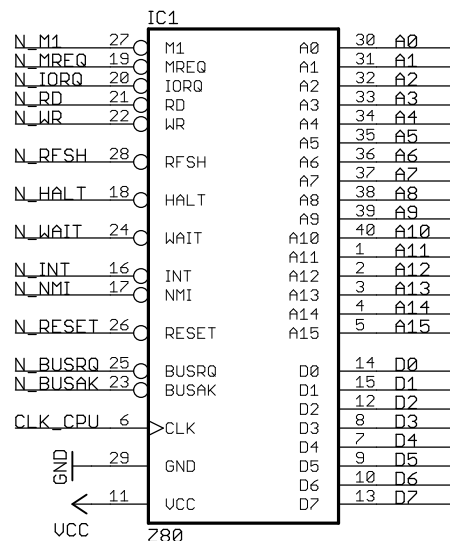 IC1
N_M1 27 M1 A0 30 A0
N_MREQ 19 MREQ A1 31 A1
N_IORQ 20 IORQ A2 32 A2
N_RD 21 RD A3 33 A3
N_WR 22 WR A4 34 A4
A5 35 A5
N_RFSH 28 RFSH A6 36 A6
A7 37 A7
N_HALT 18 HALT A8 38 A8
A9 39 A9
N_WAIT 24 WAIT A10 40 A10
A11 1 A11
N_INT 16 INT A12 2 A12
N_NMI 17 NMI A13 3 A13
A14 4 A14
N_RESET 26 RESET A15 5 A15
N_BUSRQ 25 BUSRQ D0 14 D0
N_BUSAK 23 BUSAK D1 15 D1
D2 12 D2
CLK_CPU 6 CLK D3 8 D3
D4 7 D4
GND 29 GND D5 9 D5
D6 10 D6
11 VCC D7 13 D7
VCC
Z80